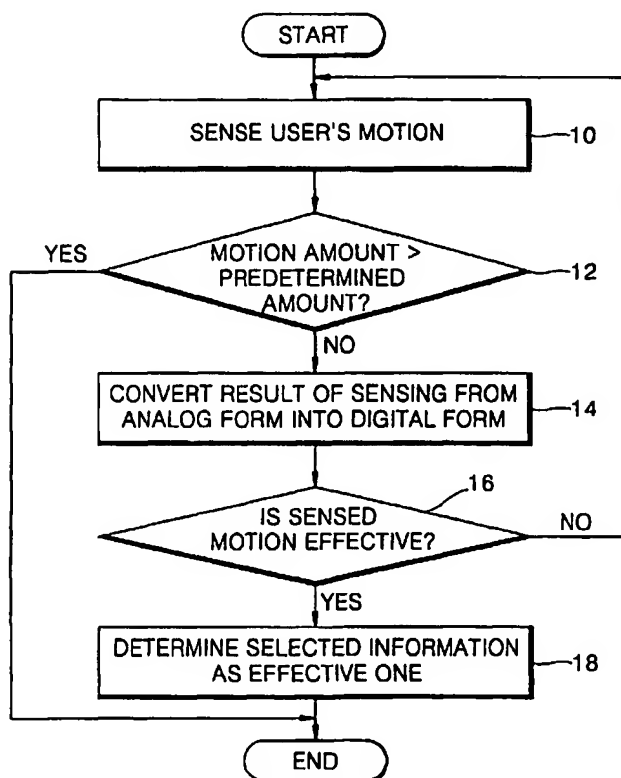 START
SENSE USER'S MOTION
10
YES
MOTION AMOUNT >
PREDETERMINED
AMOUNT?
12
NO
CONVERT RESULT OF SENSING FROM
ANALOG FORM INTO DIGITAL FORM
14
16
IS SENSED
MOTION EFFECTIVE?
NO
YES
DETERMINE SELECTED INFORMATION
AS EFFECTIVE ONE
18
END